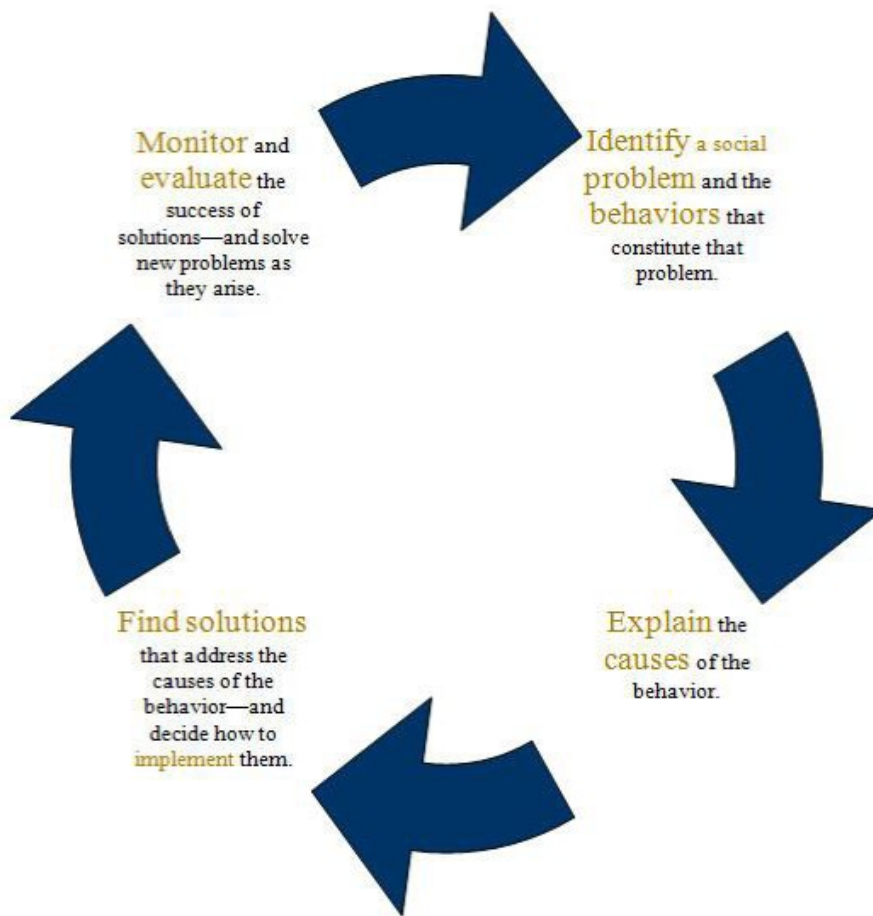 Monitor and
evaluate the
success of
solutions—and solve
new problems as
they arise.
Identify a social
problem and the
behaviors that
constitute that
problem.
Explain the
causes of the
behavior.
Find solutions
that address the
causes of the
behavior—and
decide how to
implement them.